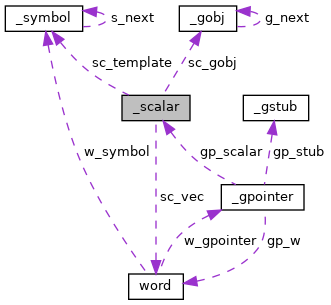 _symbol
s_next
_gobj
g_next
sc_template
sc_gobj
_scalar
_gstub
w_symbol
gp_scalar
gp_stub
sc_vec
_gpointer
w_gpointer
gp_w
word